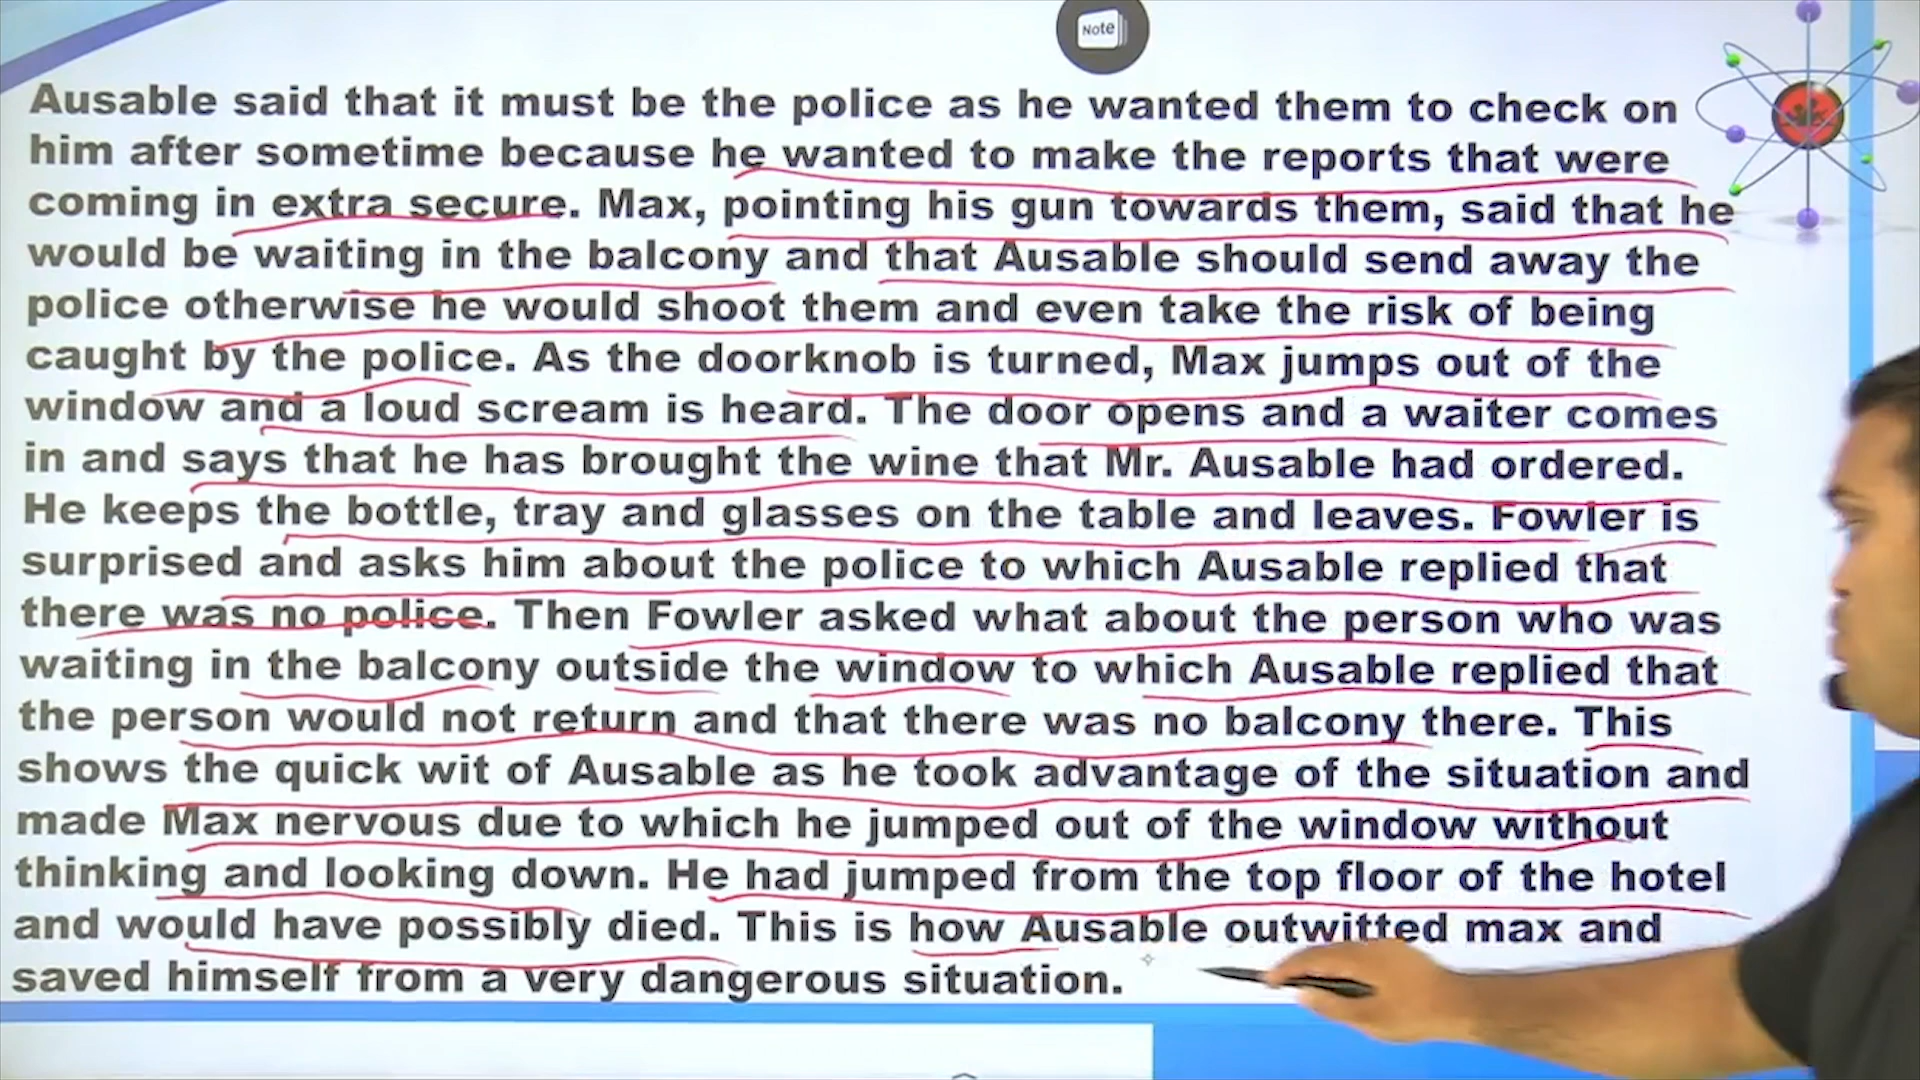 Note
Ausable said that it must be the police as he wanted them to check on
him after sometime because he wanted to make the reports that were
coming in extra secure. Max, pointing his gun towards them, said that he
would be waiting in the balcony and that Ausable should send away the
police otherwise he would shoot them and even take the risk of being
caught by the police. As the doorknob is turned, Max jumps out of the
window and a loud scream is heard. The door opens and a waiter comes
in and says that he has brought the wine that Mr. Ausable had ordered.
He keeps the bottle, tray and glasses on the table and leaves. Fowler is
surprised and asks him about the police to which Ausable replied that
there was no police. Then Fowler asked what about the person who was
waiting in the balcony outside the window to which Ausable replied that
the person would not return and that there was no balcony there. This
shows the quick wit of Ausable as he took advantage of the situation and
made Max nervous due to which he jumped out of the window without
thinking and looking down. He had jumped from the top floor of the hotel
and would have possibly died. This is how Ausable outwitted max and
saved himself from a very dangerous situation.